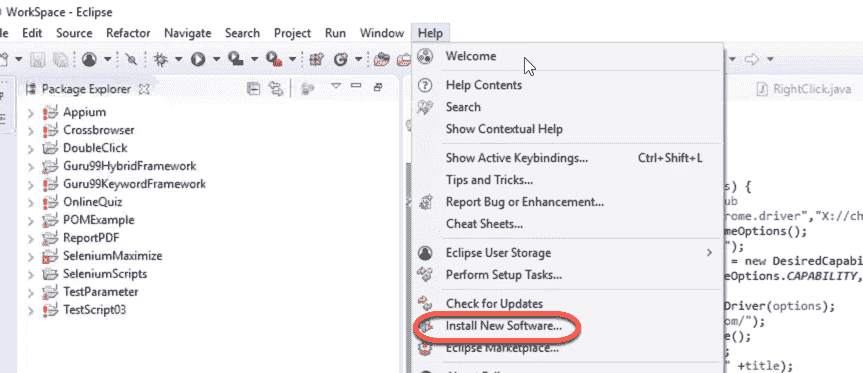 WorkSpace - Eclipse
le Edit Source Refactor Navigate Search Project Run Window Help
Package Explorer
Appium
Crossbrowser
DoubleClick
Guru99HybridFramework
Guru99KeywordFramework
OnlineQuiz
POMExample
ReportPDF
SeleniumMaximize
SeleniumScripts
TestParameter
TestScript03
Welcome
Help Contents
Search
Show Contextual Help
Show Active Keybindings... Ctrl+Shift+L
Tips and Tricks...
Report Bug or Enhancement...
Cheat Sheets...
Eclipse User Storage
Perform Setup Tasks...
Check for Updates
Install New Software...
Eclipse Marketplace...
RightClick.java
s) {
ub
rome.driver","X://ch
meOptions();
");
= new DesiredCapabi
eOptions.CAPABILITY,
Driver(options);
om/");
e();
;
" +title);